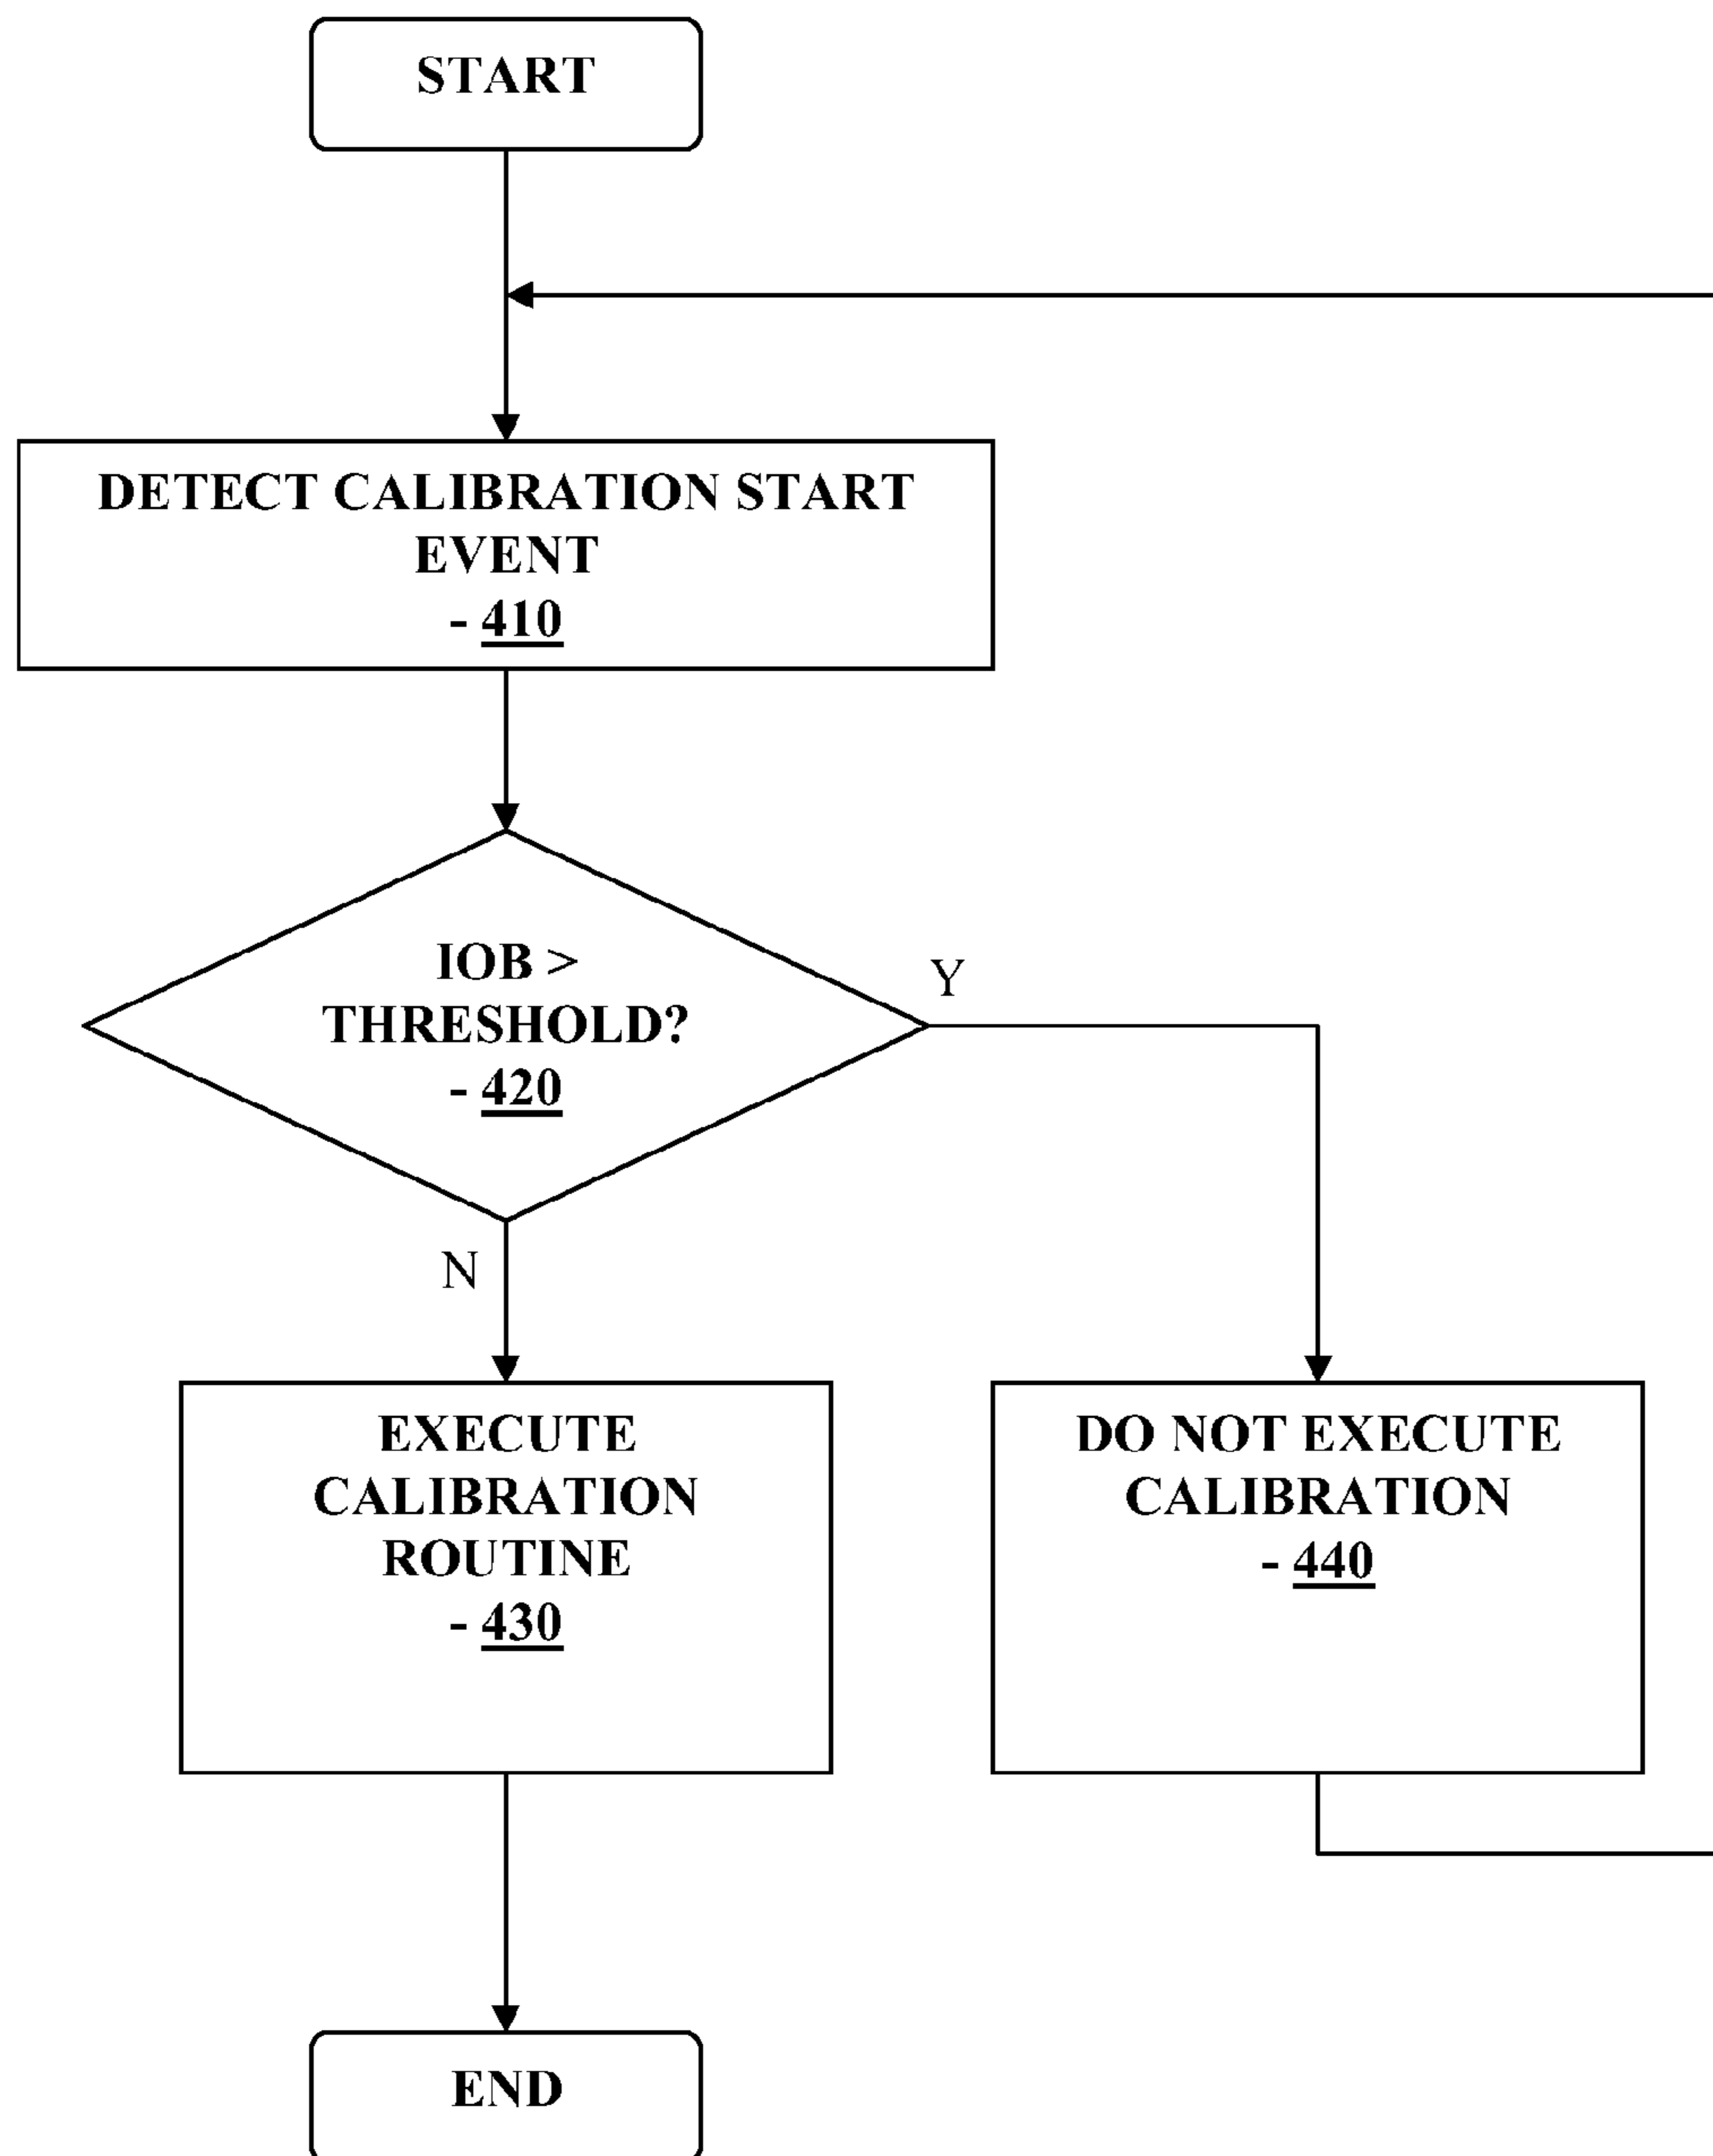 START
DETECT CALIBRATION START
EVENT
- 410
IOB >
THRESHOLD?
- 420
Y
N
EXECUTE
CALIBRATION
ROUTINE
- 430
DO NOT EXECUTE
CALIBRATION
- 440
END